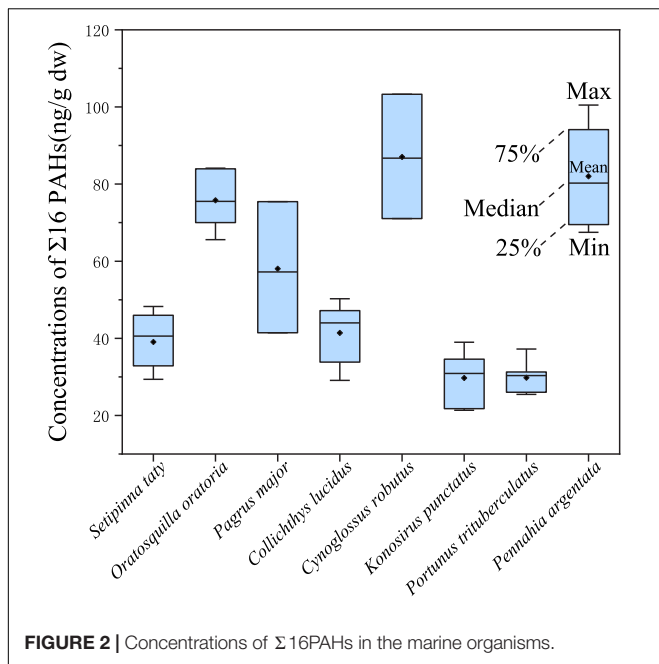 Concentrations of Σ16 PAHs(ng/g dw)
120
100
80
60
40
20
Max
75%
Mean
Median
25%
Min
Setipinna taty
Oratosquilla oratoria
Pagrus major
Collichthys lucidus
Cynoglossus robutus
Konosirus punctatus
Portunus trituberculatus
Pennahia argentata
FIGURE 2 | Concentrations of Σ16PAHs in the marine organisms.